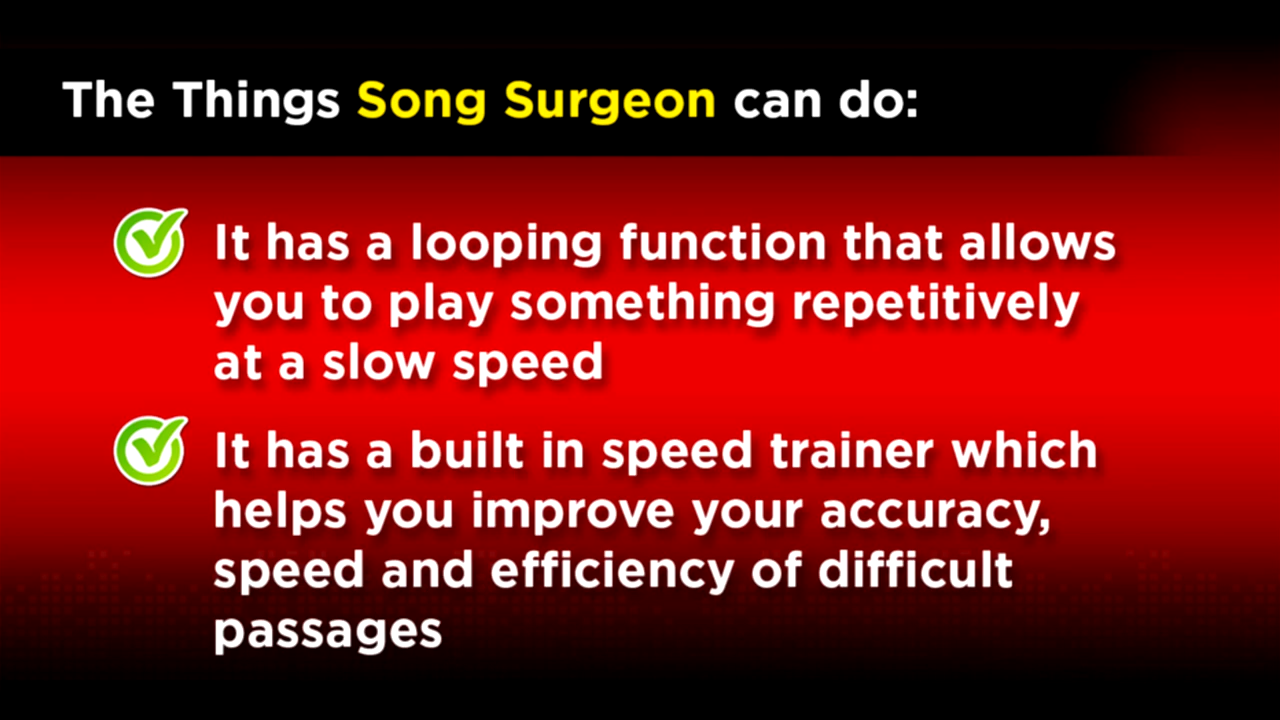 The Things Song Surgeon can do:
It has a looping function that allows
you to play something repetitively
at a slow speed
It has a built in speed trainer which
helps you improve your accuracy,
speed and efficiency of difficult
passages